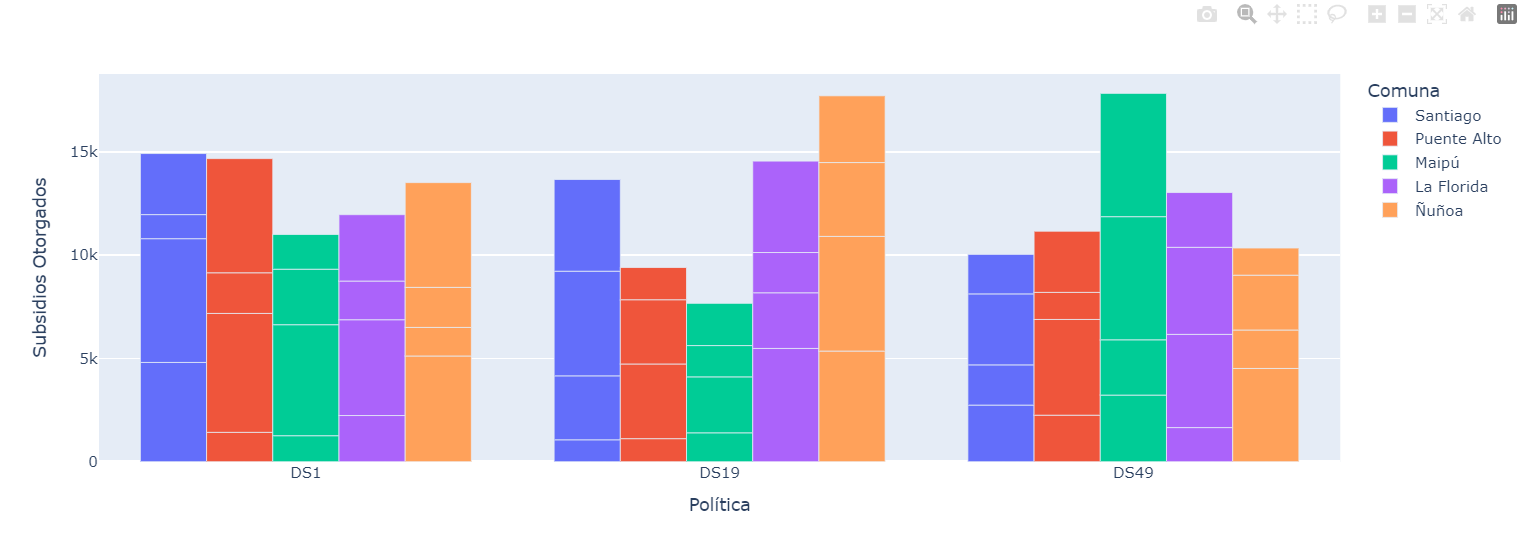 Comuna
Santiago
Puente Alto
Maipú
La Florida
Ñuñoa
Subsidios Otorgados
15k
10k
5k
0
DS1
DS19
DS49
Política